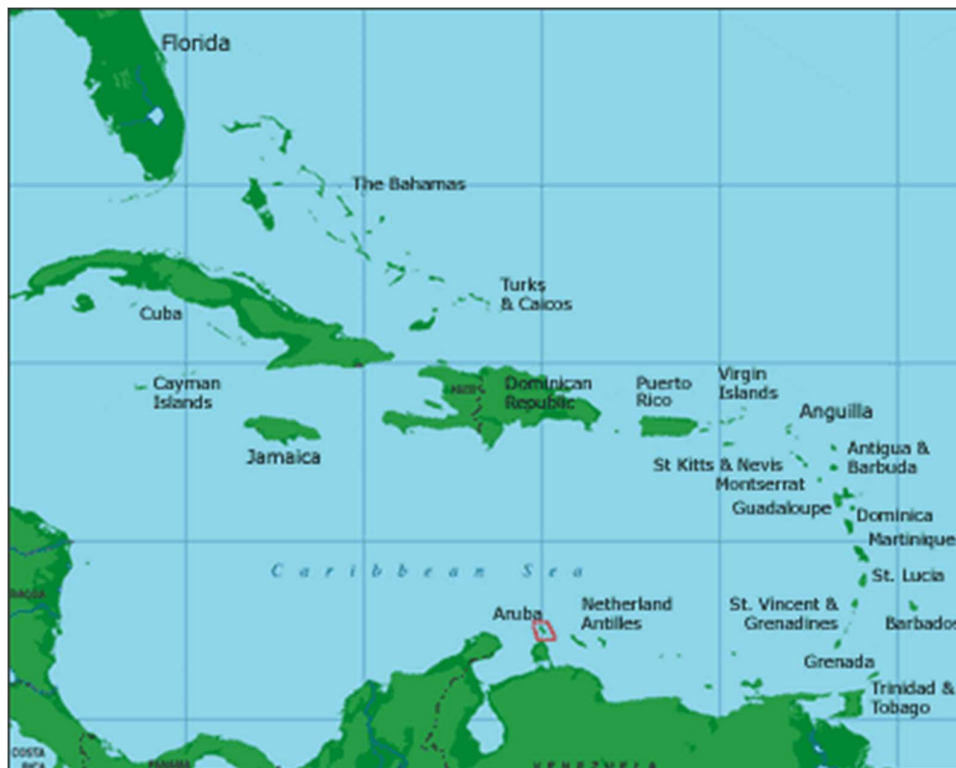 Florida
The Bahamas
Turks
& Caicos
Cuba
Cayman
Islands
Jamaica
Dominican
Republic
Puerto
Rico
Virgin
Islands
Anguilla
St Kitts & Nevis
Montserrat
Antigua &
Barbuda
Guadaloupe
Dominica
Martinique
St. Lucia
Caribbean Sea
Aruba
Netherland
Antilles
St. Vincent &
Grenadines
Barbados
Grenada
Trinidad &
Tobago
COSTA
RICA
PANAMA
VENEZUELA